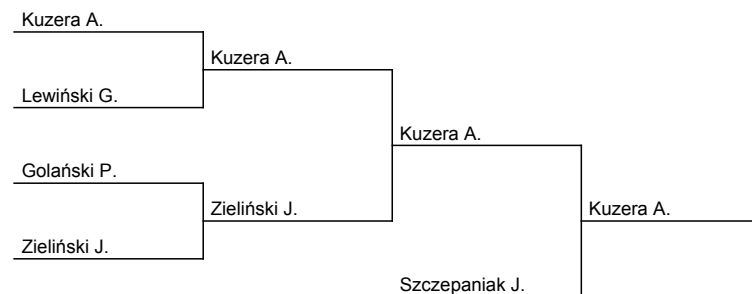 Kuzera A.
Kuzera A.
Lewiński G.
Kuzera A.
Golański P.
Zieliński J.
Kuzera A.
Zieliński J.
Szczepaniak J.